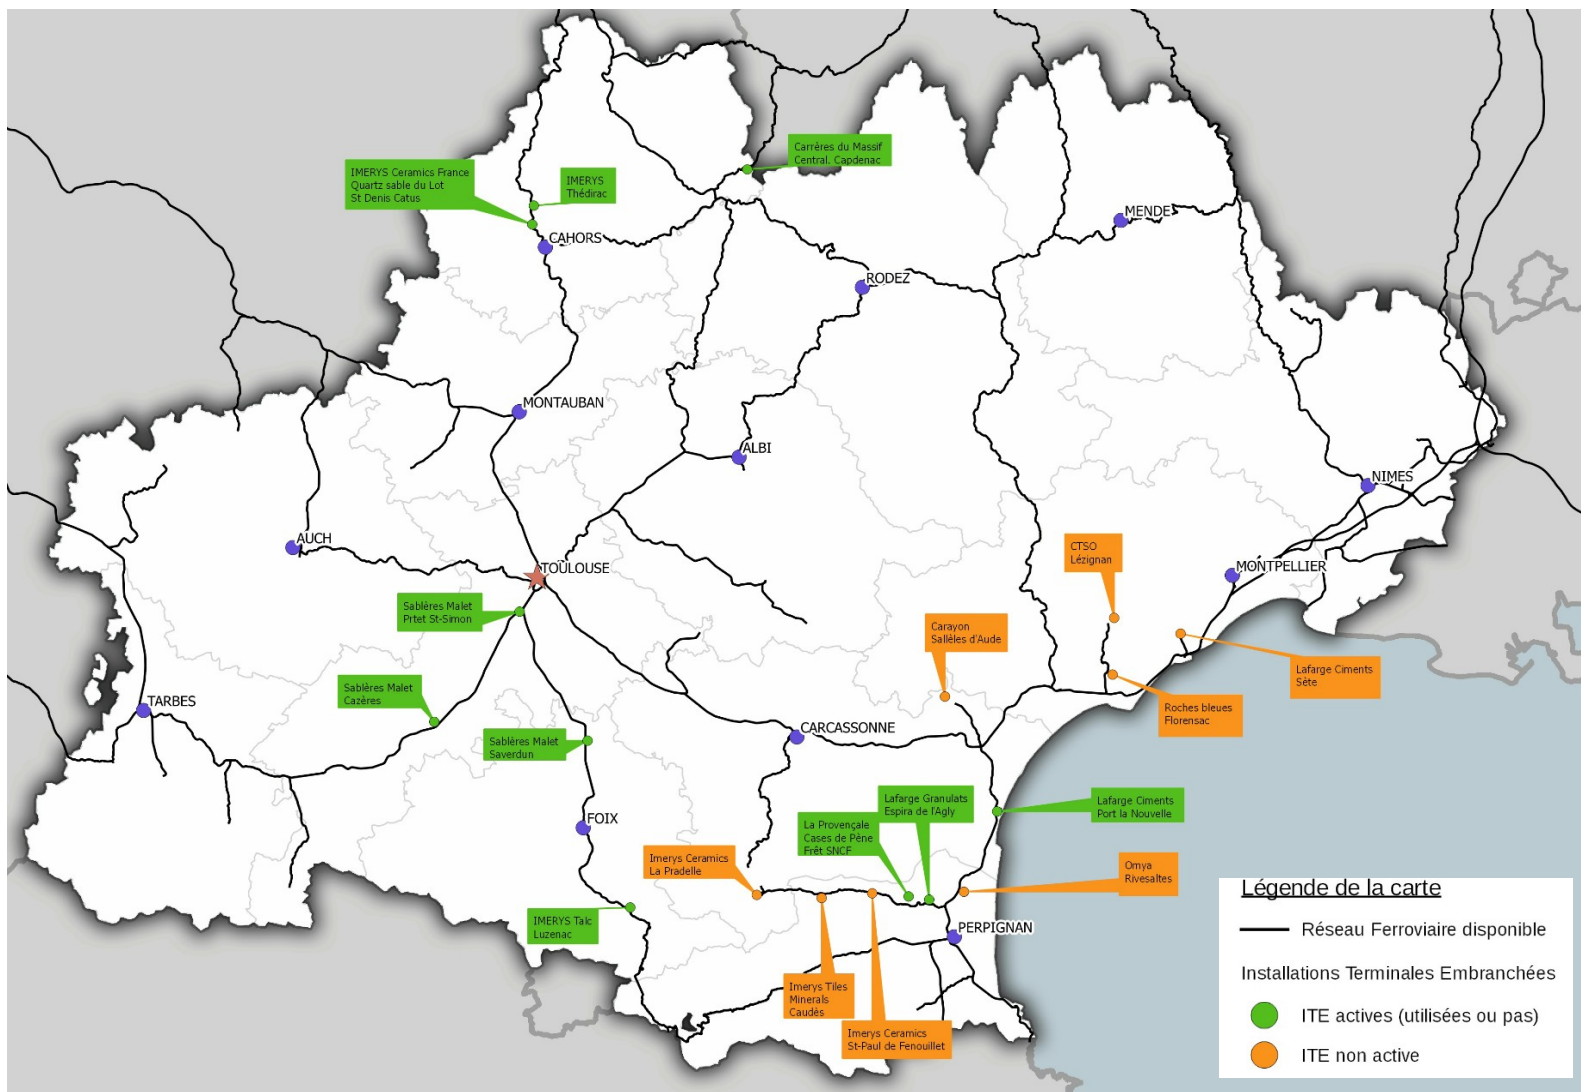 Carrères du Massif
Central. Capdenac
IMERYS Ceramics France
Quartz sable du Lot
St Denis Catus
IMERYS
Thédirac
MENDE
CAHORS
RODEZ
MONTAUBAN
ALBI
NIMES
AUCH
TOULOUSE
CTSO
Lézignan
MONTPELLIER
Sablères Malet
Prtet St-Simon
Carayon
Sallèles d'Aude
Lafarge Ciments
Sète
Sablères Malet
Cazères
TARBES
Roches bleues
Florensac
CARCASSONNE
Sablères Malet
Saverdun
Lafarge Granulats
Espira de l'Agly
Lafarge Ciments
Port la Nouvelle
FOIX
La Provençale
Cases de Pêne
Frêt SNCF
Imerys Ceramics
La Pradelle
Omya
Rivesaltes
IMERYS Talc
Luzenac
PERPIGNAN
Imerys Tiles
Minerals
Caudès
Imerys Ceramics
St-Paul de Fenouillet
Légende de la carte
Réseau Ferroviaire disponible
Installations Terminales Embranchées
ITE actives (utilisées ou pas)
ITE non active